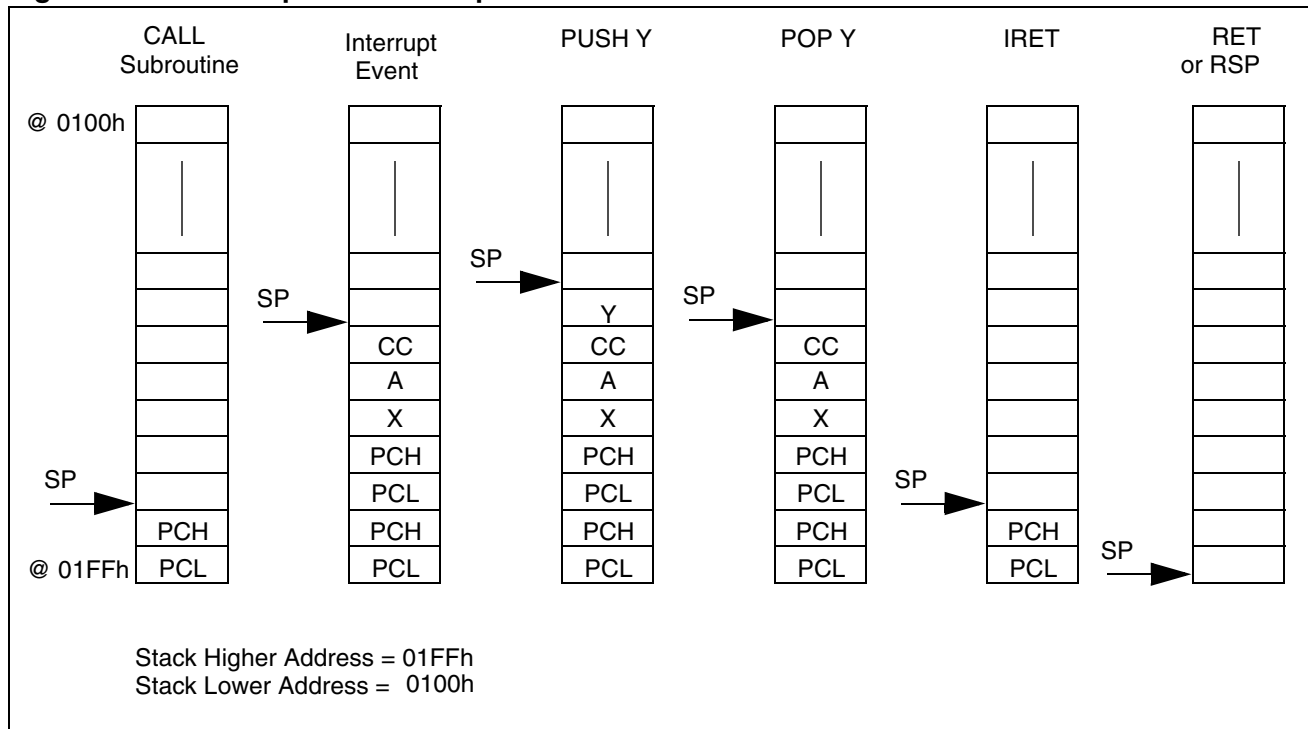 CALL Subroutine
Interrupt Event
PUSH Y
POP Y
IRET
RET or RSP
@ 0100h
SP
PCH
@ 01FFh PCL
SP
CC
A
X
PCH
PCL
PCH
PCL
SP
Y
CC
A
X
PCH
PCL
PCH
PCL
SP
CC
A
X
PCH
PCL
PCH
PCL
SP
PCH
PCL
SP
Stack Higher Address = 01FFh
Stack Lower Address = 0100h